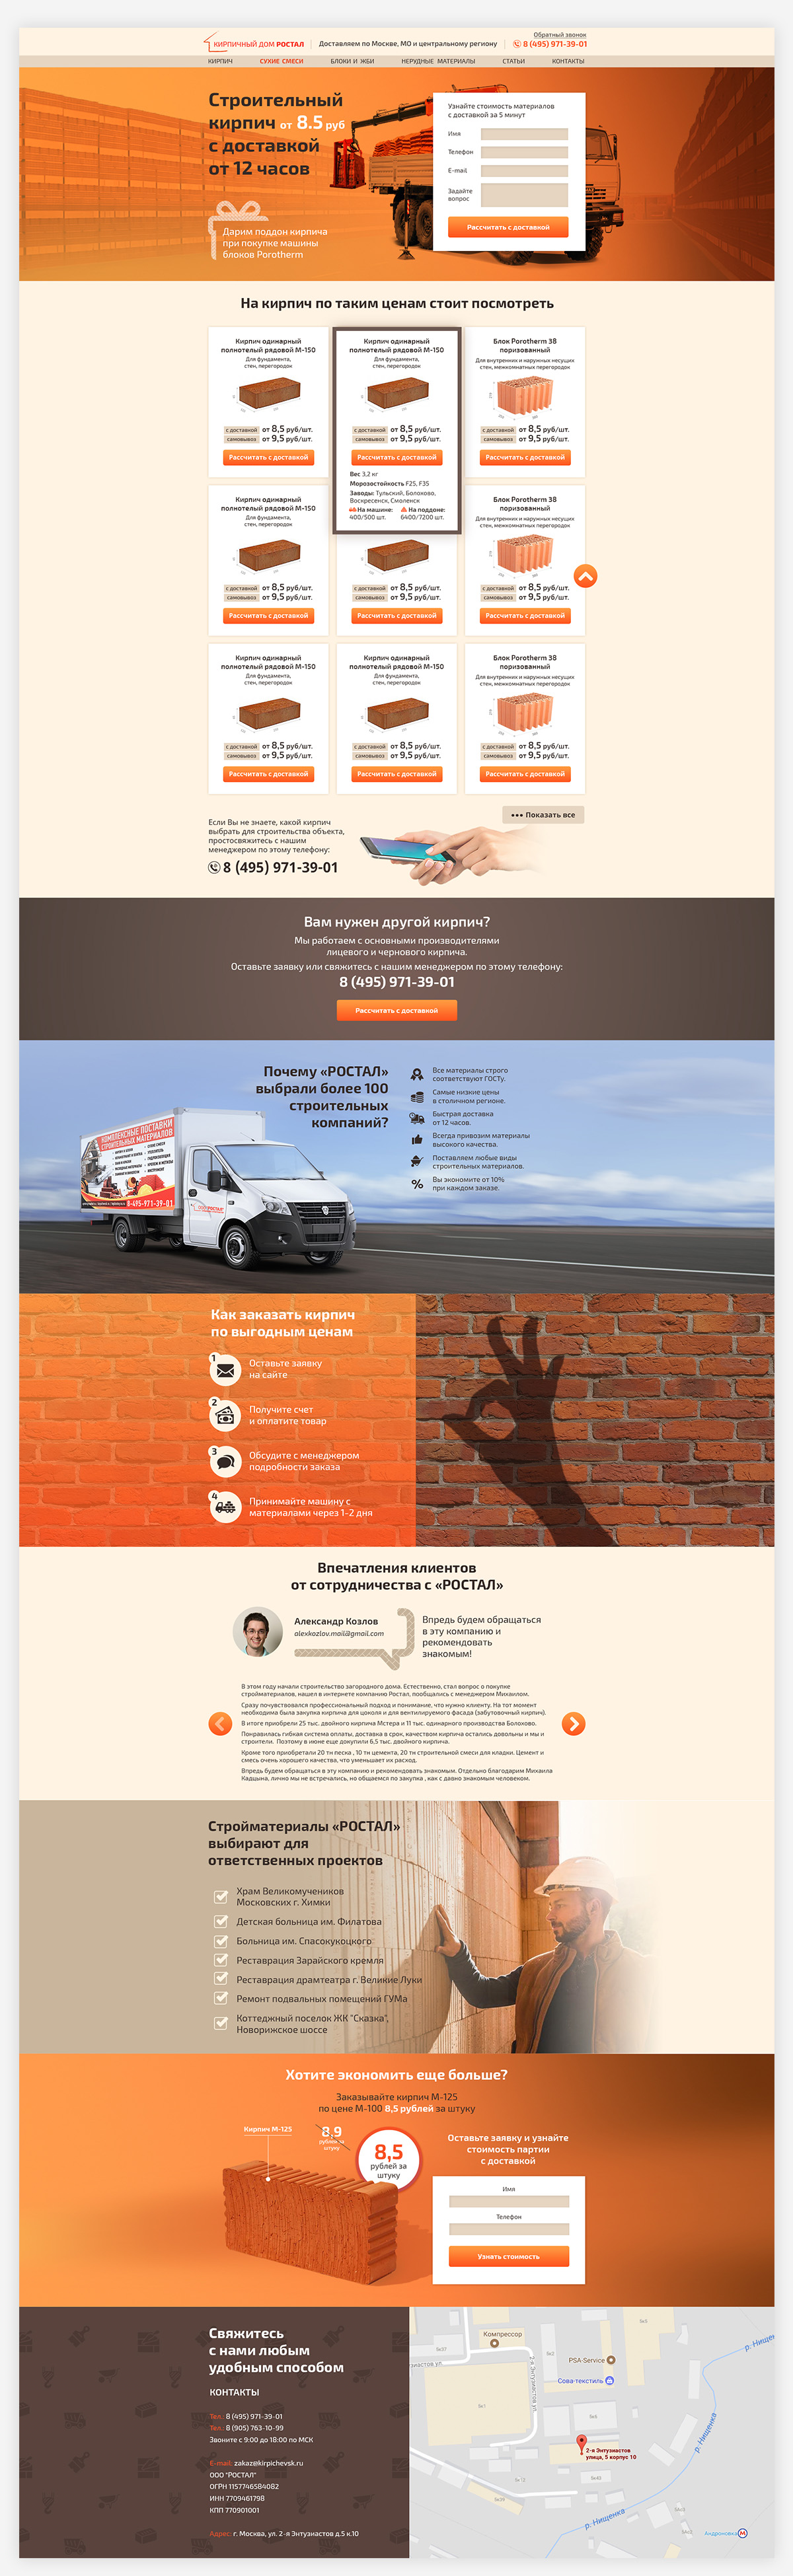 КИРПИЧНЫЙ ДОМ РОСТАЛ
Доставляем по Москве, МО и центральному региону
Обратный звонок
8 (495) 971-39-01
КИРПИЧ
СУХИЕ СМЕСИ
БЛОКИ И ЖБИ
НЕРУДНЫЕ МАТЕРИАЛЫ
СТАТЬИ
КОНТАКТЫ
Строительный
кирпич от 8.5 руб
с доставкой
от 12 часов
Дарим поддон кирпича
при покупке машины
блоков Porotherm
Узнайте стоимость материалов
с доставкой за 5 минут
Имя
Телефон
E-mail
Задайте
вопрос
Рассчитать с доставкой
На кирпич по таким ценам стоит посмотреть
Кирпич одинарный
полнотелый рядовой М-150
Для фундамента,
стен, перегородок
с доставкой от 8,5 руб/шт.
самовывоз от 9,5 руб/шт.
Рассчитать с доставкой
Кирпич одинарный
полнотелый рядовой М-150
Для фундамента,
стен, перегородок
с доставкой от 8,5 руб/шт.
самовывоз от 9,5 руб/шт.
Рассчитать с доставкой
Вес 3,2 кг
Морозостойкость F25, F35
Заводы: Тульский, Болохово,
Воскресенск, Смоленск
На машине:
400/500 шт.
На поддоне:
6400/7200 шт.
Блок Porotherm 38
поризованный
Для внутренних и наружных несущих
стен, межкомнатных перегородок
с доставкой от 8,5 руб/шт.
самовывоз от 9,5 руб/шт.
Рассчитать с доставкой
Кирпич одинарный
полнотелый рядовой М-150
Для фундамента,
стен, перегородок
с доставкой от 8,5 руб/шт.
самовывоз от 9,5 руб/шт.
Рассчитать с доставкой
с доставкой от 8,5 руб/шт.
самовывоз от 9,5 руб/шт.
Рассчитать с доставкой
Блок Porotherm 38
поризованный
Для внутренних и наружных несущих
стен, межкомнатных перегородок
с доставкой от 8,5 руб/шт.
самовывоз от 9,5 руб/шт.
Рассчитать с доставкой
Кирпич одинарный
полнотелый рядовой М-150
Для фундамента,
стен, перегородок
с доставкой от 8,5 руб/шт.
самовывоз от 9,5 руб/шт.
Рассчитать с доставкой
Кирпич одинарный
полнотелый рядовой М-150
Для фундамента,
стен, перегородок
с доставкой от 8,5 руб/шт.
самовывоз от 9,5 руб/шт.
Рассчитать с доставкой
Блок Porotherm 38
поризованный
Для внутренних и наружных несущих
стен, межкомнатных перегородок
с доставкой от 8,5 руб/шт.
самовывоз от 9,5 руб/шт.
Рассчитать с доставкой
Показать все
Если Вы не знаете, какой кирпич
выбрать для строительства объекта,
простосвяжитесь с нашим
менеджером по этому телефону:
8 (495) 971-39-01
Вам нужен другой кирпич?
Мы работаем с основными производителями
лицевого и чернового кирпича.
Оставьте заявку или свяжитесь с нашим менеджером по этому телефону:
8 (495) 971-39-01
Рассчитать с доставкой
Почему «РОСТАЛ»
выбрали более 100
строительных
компаний?
Все материалы строго
соответствуют ГОСТу.
Самые низкие цены
в столичном регионе.
Быстрая доставка
от 12 часов.
Всегда привозим материалы
высокого качества.
Поставляем любые виды
строительных материалов.
Вы экономите от 10%
при каждом заказе.
КОМПЛЕКСНЫЕ ПОСТАВКИ
СТРОИТЕЛЬНЫХ МАТЕРИАЛОВ
8-495-971-39-01
Как заказать кирпич
по выгодным ценам
1
Оставьте заявку
на сайте
2
Получите счет
и оплатите товар
3
Обсудите с менеджером
подробности заказа
4
Принимайте машину с
материалами через 1-2 дня
Впечатления клиентов
от сотрудничества с «РОСТАЛ»
Александр Козлов
alexkozlov.mail@gmail.com
Впредь будем обращаться
в эту компанию и
рекомендовать
знакомым!
В этом году начали строительство загородного дома. Естественно, стал вопрос о покупке
стройматериалов, нашел в интернете компанию Ростал, пообщались с менеджером Михаилом.
Сразу почувствовался профессиональный подход и понимание, что нужно клиенту. На тот момент
необходима была закупка кирпича для цоколя и для вентилируемого фасада (забутовочный кирпич).
В итоге приобрели 25 тыс. двойного кирпича Мстера и 11 тыс. одинарного производства Болохово.
Понравилась гибкая система оплаты, доставка в срок, качеством кирпича остались довольны и мы и
строители. Поэтому в июне еще докупили 6,5 тыс. двойного кирпича.
Кроме того приобретали 20 тн песка , 10 тн цемента, 20 тн строительной смеси для кладки. Цемент и
смесь очень хорошего качества, что уменьшает их расход.
Впредь будем обращаться в эту компанию и рекомендовать знакомым. Отдельно благодарим Михаила
Кадщына, лично мы не встречались, но общаемся по закупка , как с давно знакомым человеком.
Стройматериалы «РОСТАЛ»
выбирают для
ответственных проектов
Храм Великомучеников
Московских г. Химки
Детская больница им. Филатова
Больница им. Спасокукоцкого
Реставрация Зарайского кремля
Реставрация драмтеатра г. Великие Луки
Ремонт подвальных помещений ГУМа
Коттеджный поселок ЖК "Сказка",
Новорижское шоссе
Хотите экономить еще больше?
Заказывайте кирпич М-125
по цене М-100 8,5 рублей за штуку
Кирпич М-125
8,9
рублей за
штуку
8,5
рублей за
штуку
Оставьте заявку и узнайте
стоимость партии
с доставкой
Имя
Телефон
Узнать стоимость
Свяжитесь
с нами любым
удобным способом
КОНТАКТЫ
Тел.: 8 (495) 971-39-01
Тел.: 8 (905) 763-10-99
Звоните с 9:00 до 18:00 по МСК
E-mail: zakaz@kirpichevsk.ru
ООО "РОСТАЛ"
ОГРН 1157746584082
ИНН 7709461798
КПП 770901001
Адрес: г. Москва, ул. 2-я Энтузиастов д.5 к.10
Компрессор
PSA-Service
Сова-текстиль
2-я Энтузиастов ул.
2-я Энтузиастов
улица, 5 корпус 10
р. Нищенка
р. Нищенка
Андроновка